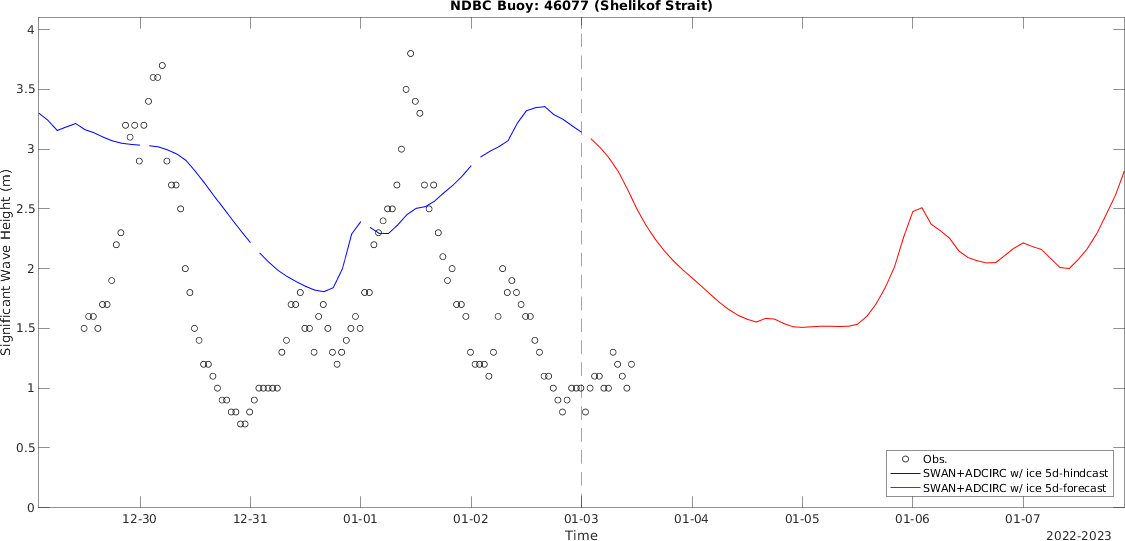 NDBC Buoy: 46077 (Shelikof Strait)
Significant Wave Height (m)
4
3.5
3
2.5
2
1.5
1
0.5
0
Obs.
SWAN+ADCIRC w/ ice 5d-hindcast
SWAN+ADCIRC w/ ice 5d-forecast
12-30 12-31 01-01 01-02 01-03 01-04 01-05 01-06 01-07
Time
2022-2023